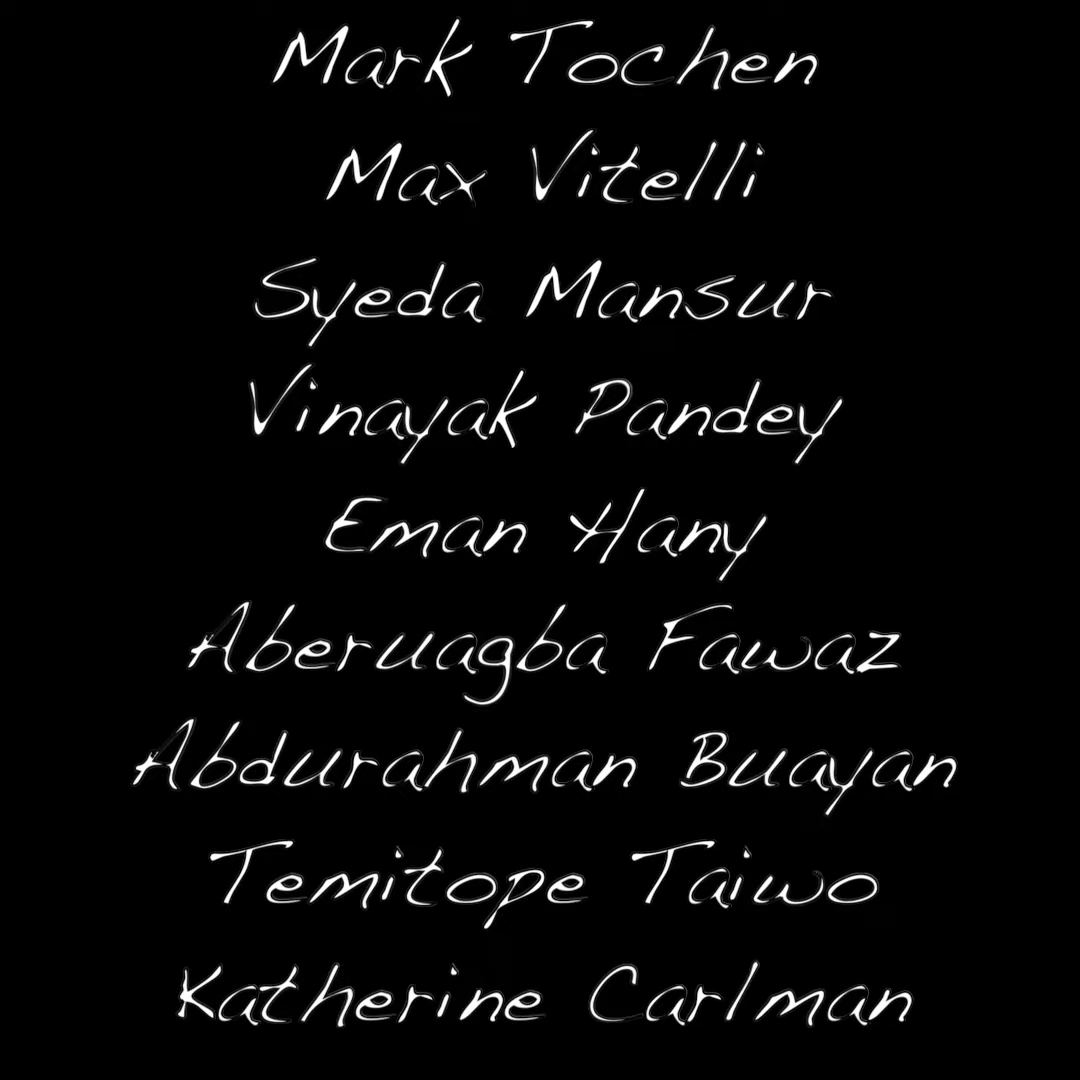 Mark Tochen
Max Vitelli
Syeda Mansur
Vinayak Pandey
Eman Hany
Aberuagba Fawaz
Abdurahman Buayan
Temitope Taiwo
Katherine Carlman